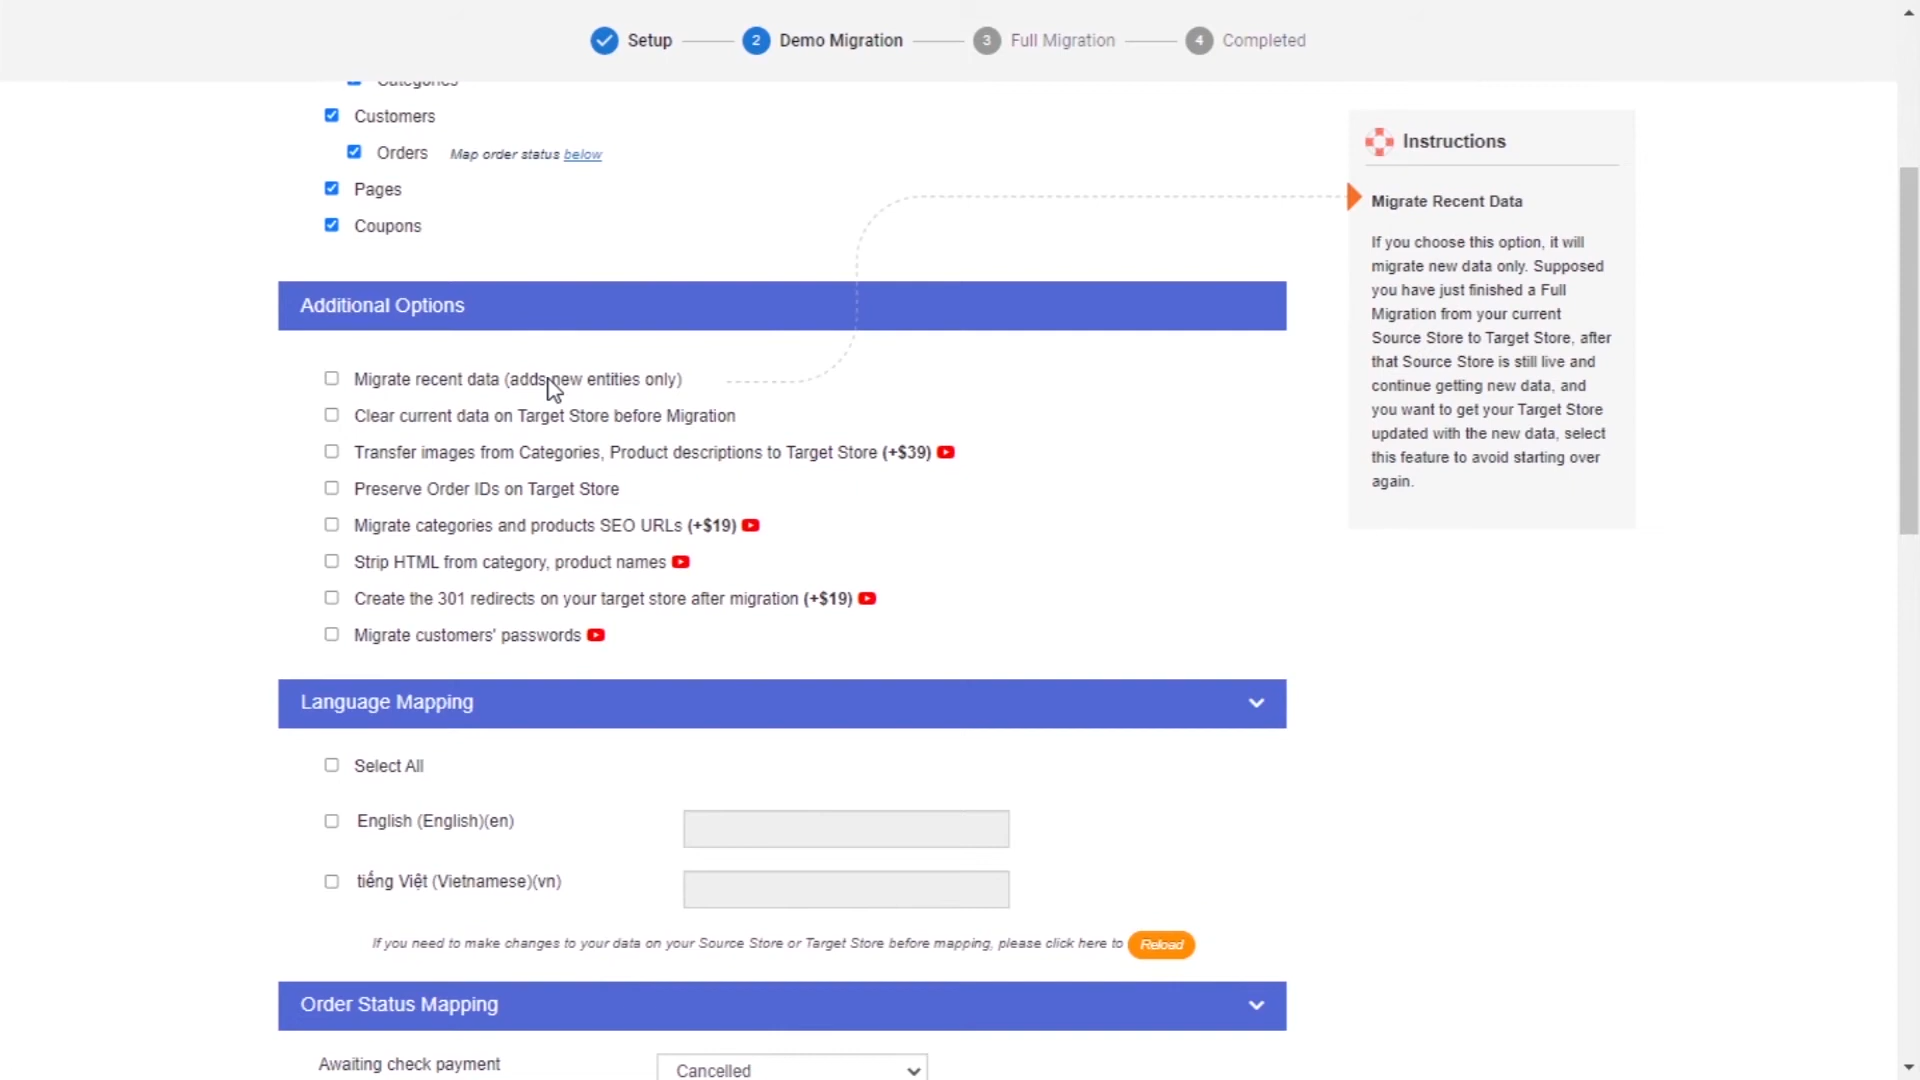 Setup 2 Demo Migration 3 Full Migration 4 Completed
Categories
Customers
Orders Map order status below
Pages
Coupons
Additional Options
Migrate recent data (adds new entities only)
Clear current data on Target Store before Migration
Transfer images from Categories, Product descriptions to Target Store (+$39)
Preserve Order IDs on Target Store
Migrate categories and products SEO URLs (+$19)
Strip HTML from category, product names
Create the 301 redirects on your target store after migration (+$19)
Migrate customers' passwords
Language Mapping
Select All
English (English)(en)
tiếng Việt (Vietnamese)(vn)
If you need to make changes to your data on your Source Store or Target Store before mapping, please click here to Reload
Order Status Mapping
Awaiting check payment Cancelled
Instructions
Migrate Recent Data
If you choose this option, it will
migrate new data only. Supposed
you have just finished a Full
Migration from your current
Source Store to Target Store, after
that Source Store is still live and
continue getting new data, and
you want to get your Target Store
updated with the new data, select
this feature to avoid starting over
again.